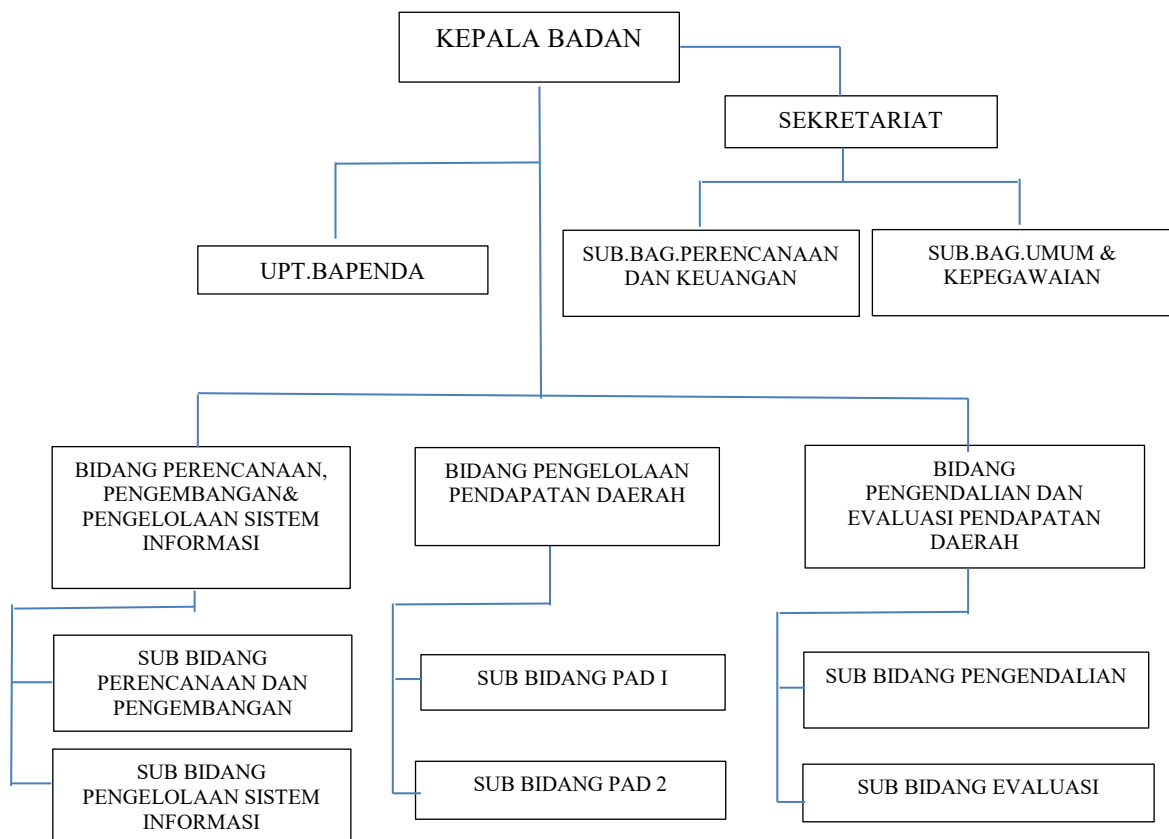 KEPALA BADAN
SEKRETARIAT
UPT.BAPENDA
SUB.BAG.PERENCANAAN
DAN KEUANGAN
SUB.BAG.UMUM &
KEPEGAWAIAN
BIDANG PERENCANAAN,
PENGEMBANGAN&
PENGELOLAAN SISTEM
INFORMASI
BIDANG PENGELOLAAN
PENDAPATAN DAERAH
BIDANG
PENGENDALIAN DAN
EVALUASI PENDAPATAN
DAERAH
SUB BIDANG
PERENCANAAN DAN
PENGEMBANGAN
SUB BIDANG PAD I
SUB BIDANG PENGENDALIAN
SUB BIDANG
PENGELOLAAN SISTEM
INFORMASI
SUB BIDANG PAD 2
SUB BIDANG EVALUASI